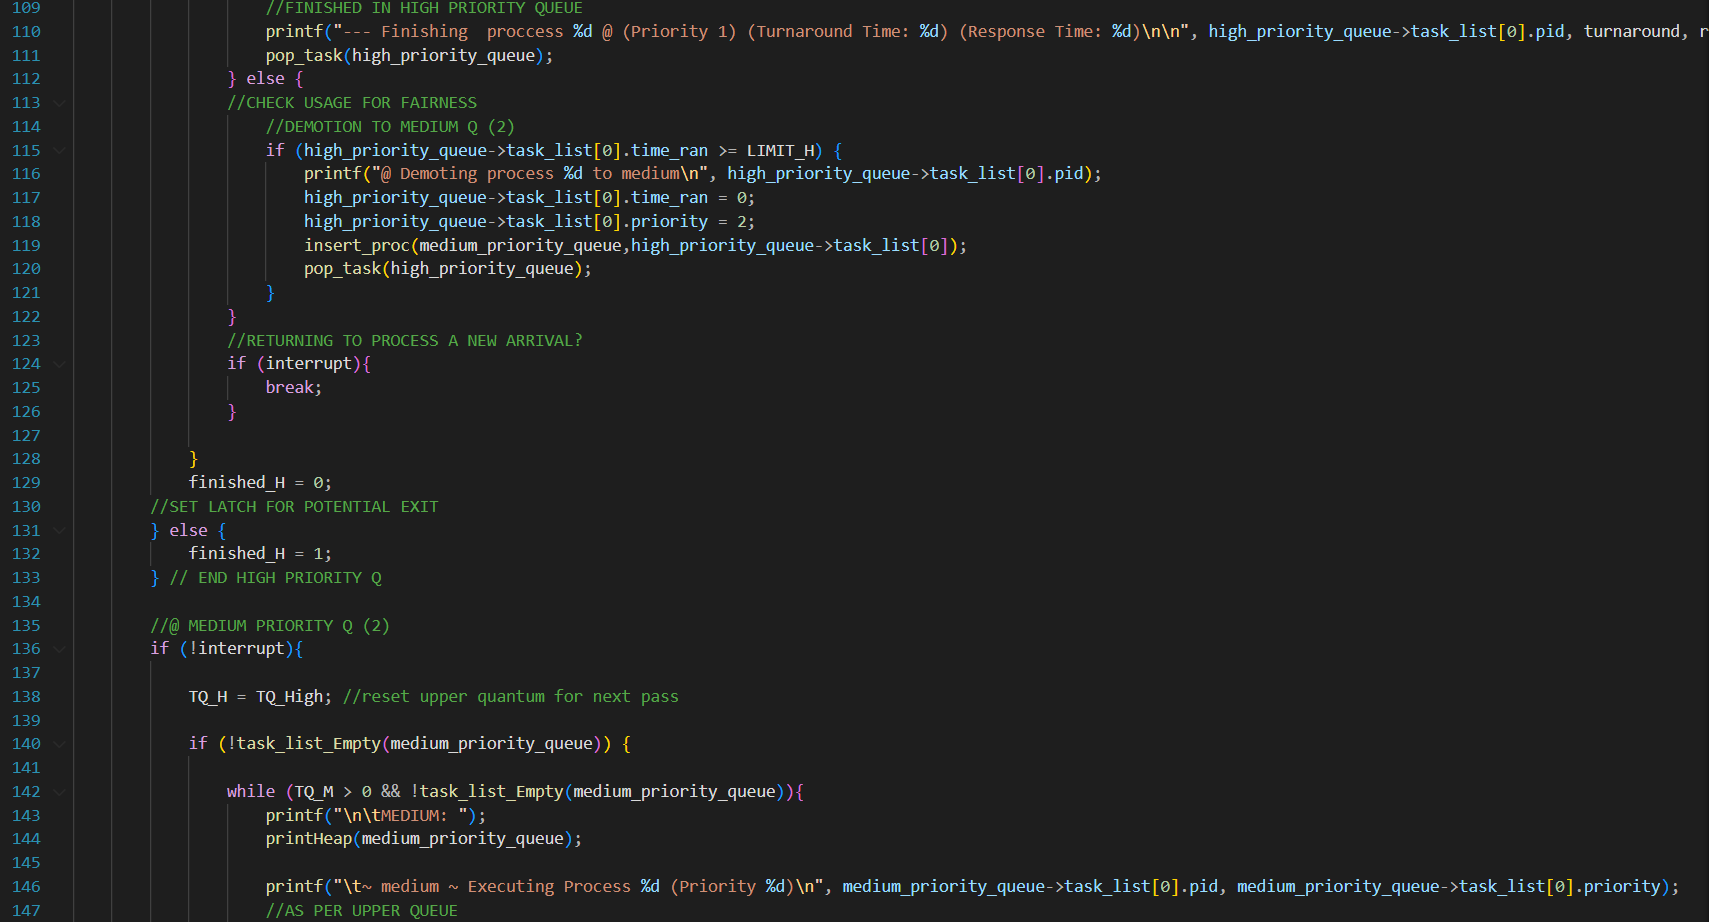 109 //FINISHED IN HIGH PRIORITY QUEUE
110 printf("--- Finishing  proccess %d @ (Priority 1) (Turnaround Time: %d) (Response Time: %d)\n\n", high_priority_queue->task_list[0].pid, turnaround, r
111 pop_task(high_priority_queue);
112 } else {
113 //CHECK USAGE FOR FAIRNESS
114 //DEMOTION TO MEDIUM Q (2)
115 if (high_priority_queue->task_list[0].time_ran >= LIMIT_H) {
116 printf("@ Demoting process %d to medium\n", high_priority_queue->task_list[0].pid);
117 high_priority_queue->task_list[0].time_ran = 0;
118 high_priority_queue->task_list[0].priority = 2;
119 insert_proc(medium_priority_queue,high_priority_queue->task_list[0]);
120 pop_task(high_priority_queue);
121 }
122 }
123 //RETURNING TO PROCESS A NEW ARRIVAL?
124 if (interrupt){
125 break;
126 }
127
128 }
129 finished_H = 0;
130 //SET LATCH FOR POTENTIAL EXIT
131 } else {
132 finished_H = 1;
133 } // END HIGH PRIORITY Q
134
135 //@ MEDIUM PRIORITY Q (2)
136 if (!interrupt){
137
138 TQ_H = TQ_High; //reset upper quantum for next pass
139
140 if (!task_list_Empty(medium_priority_queue)) {
141
142 while (TQ_M > 0 && !task_list_Empty(medium_priority_queue)){
143 printf("\n\tMEDIUM: ");
144 printHeap(medium_priority_queue);
145
146 printf("\t~ medium ~ Executing Process %d (Priority %d)\n", medium_priority_queue->task_list[0].pid, medium_priority_queue->task_list[0].priority);
147 //AS PER UPPER QUEUE